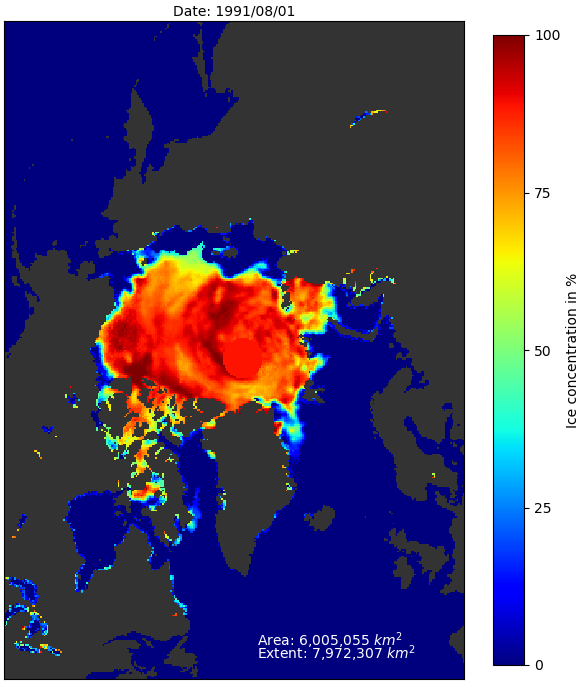 Date: 1991/08/01
100
75
50
25
0
Ice concentration in %
Area: 6,005,055 km²
Extent: 7,972,307 km²